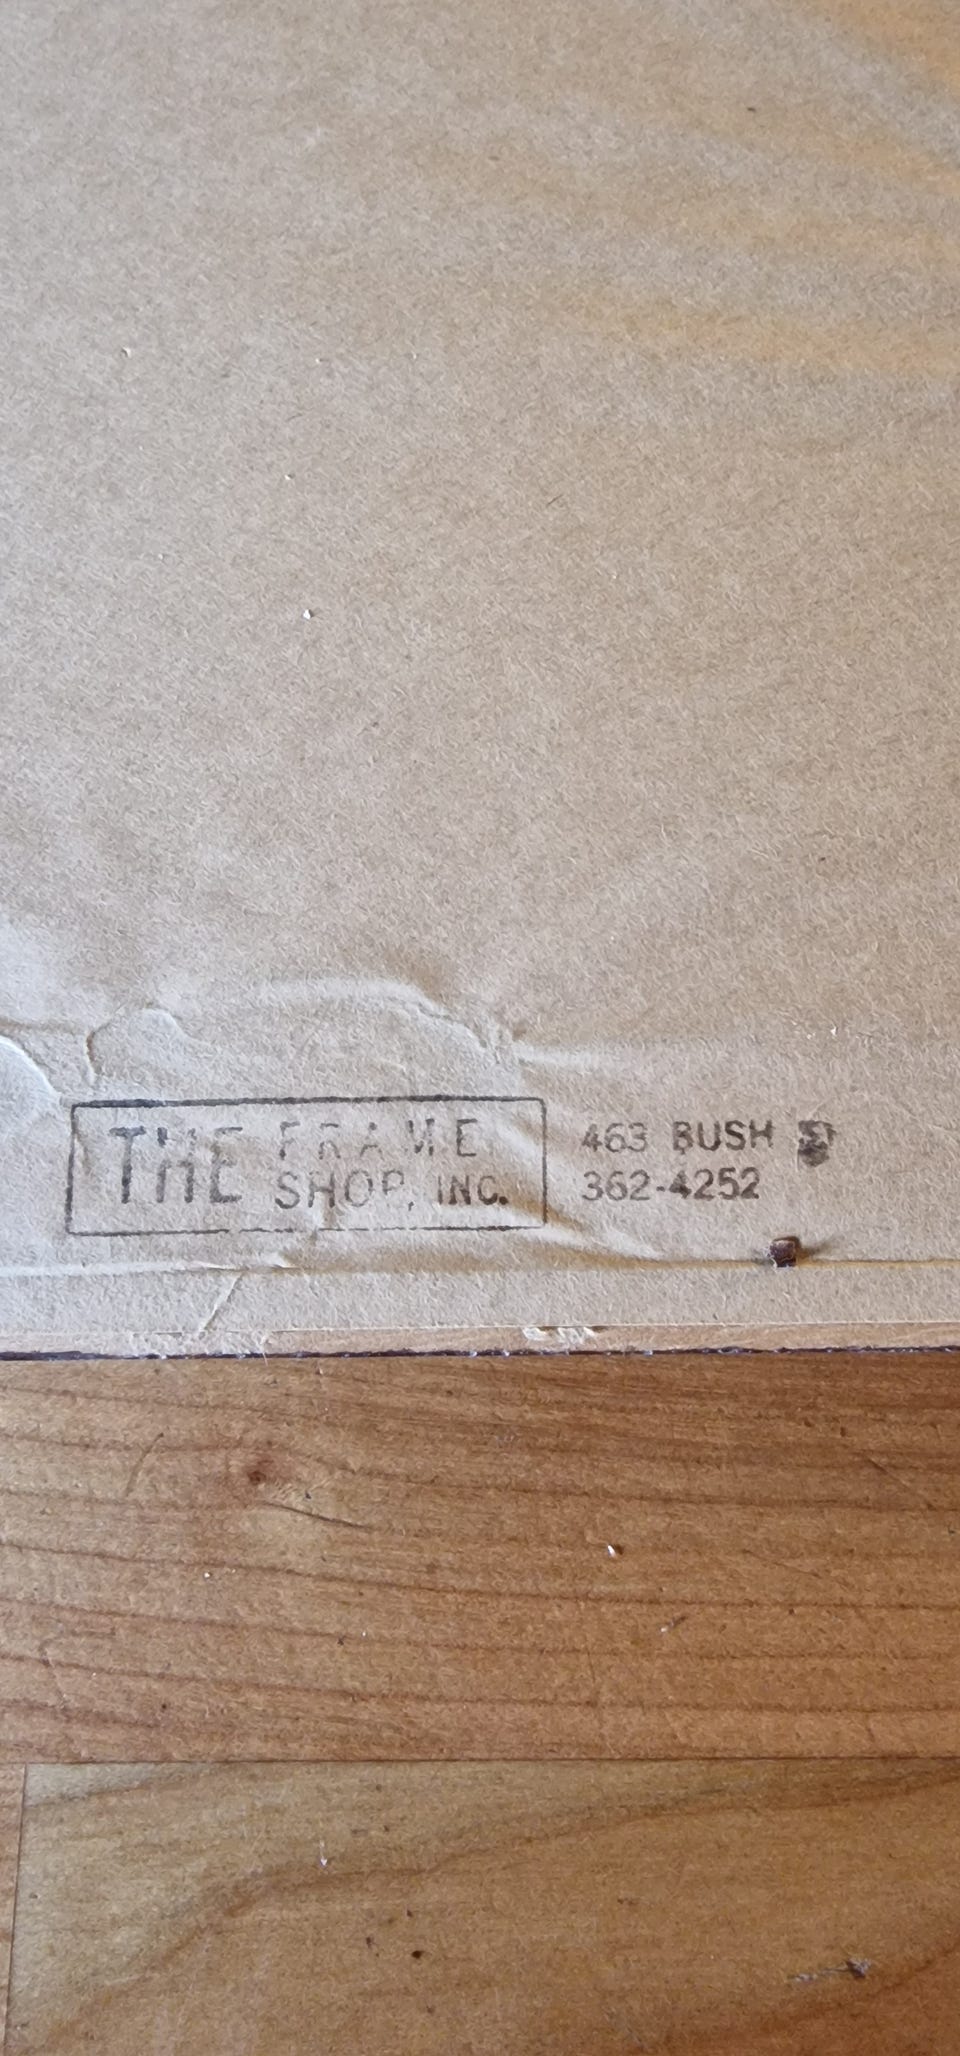 THE FRAME
SHOP, INC.
463 BUSH
362-4252